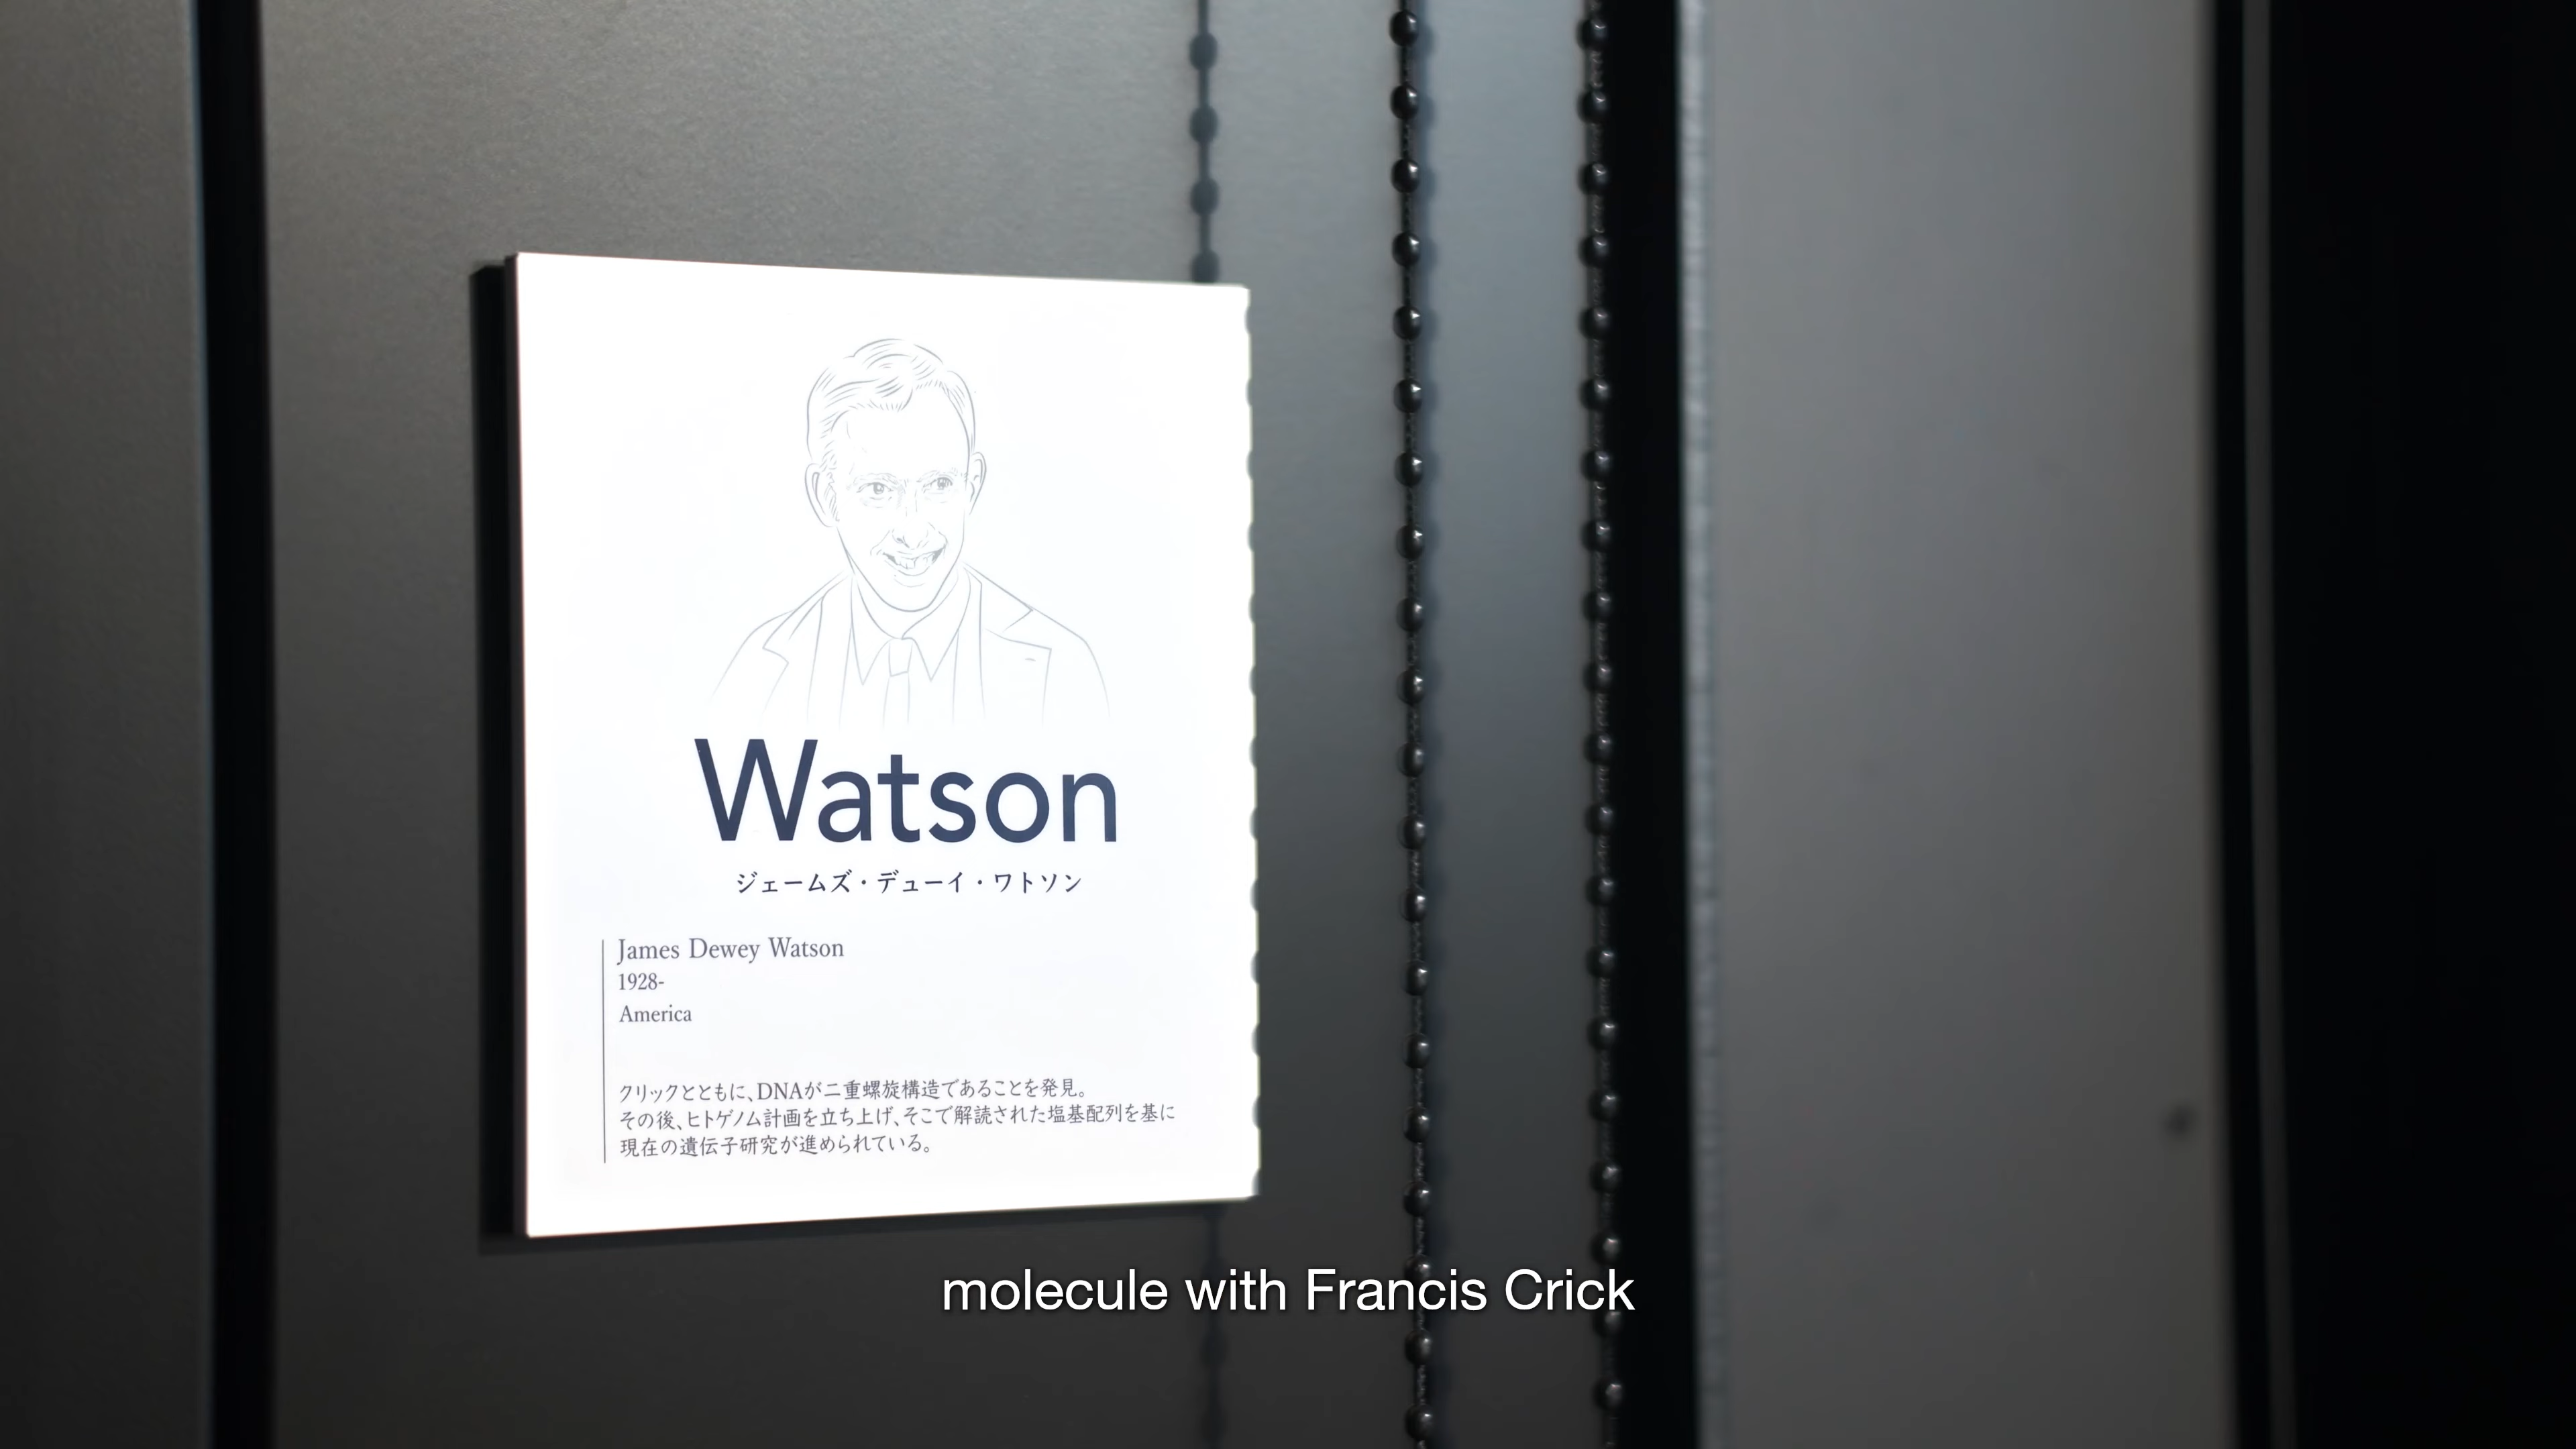 Watson
ジェームズ・デューイ・ワトソン
James Dewey Watson
1928-
America
クリックとともに、DNAが二重螺旋構造であることを発見。
その後、ヒトゲノム計画を立ち上げ、そこで解読された塩基配列を基に
現在の遺伝子研究が進められている。
molecule with Francis Crick